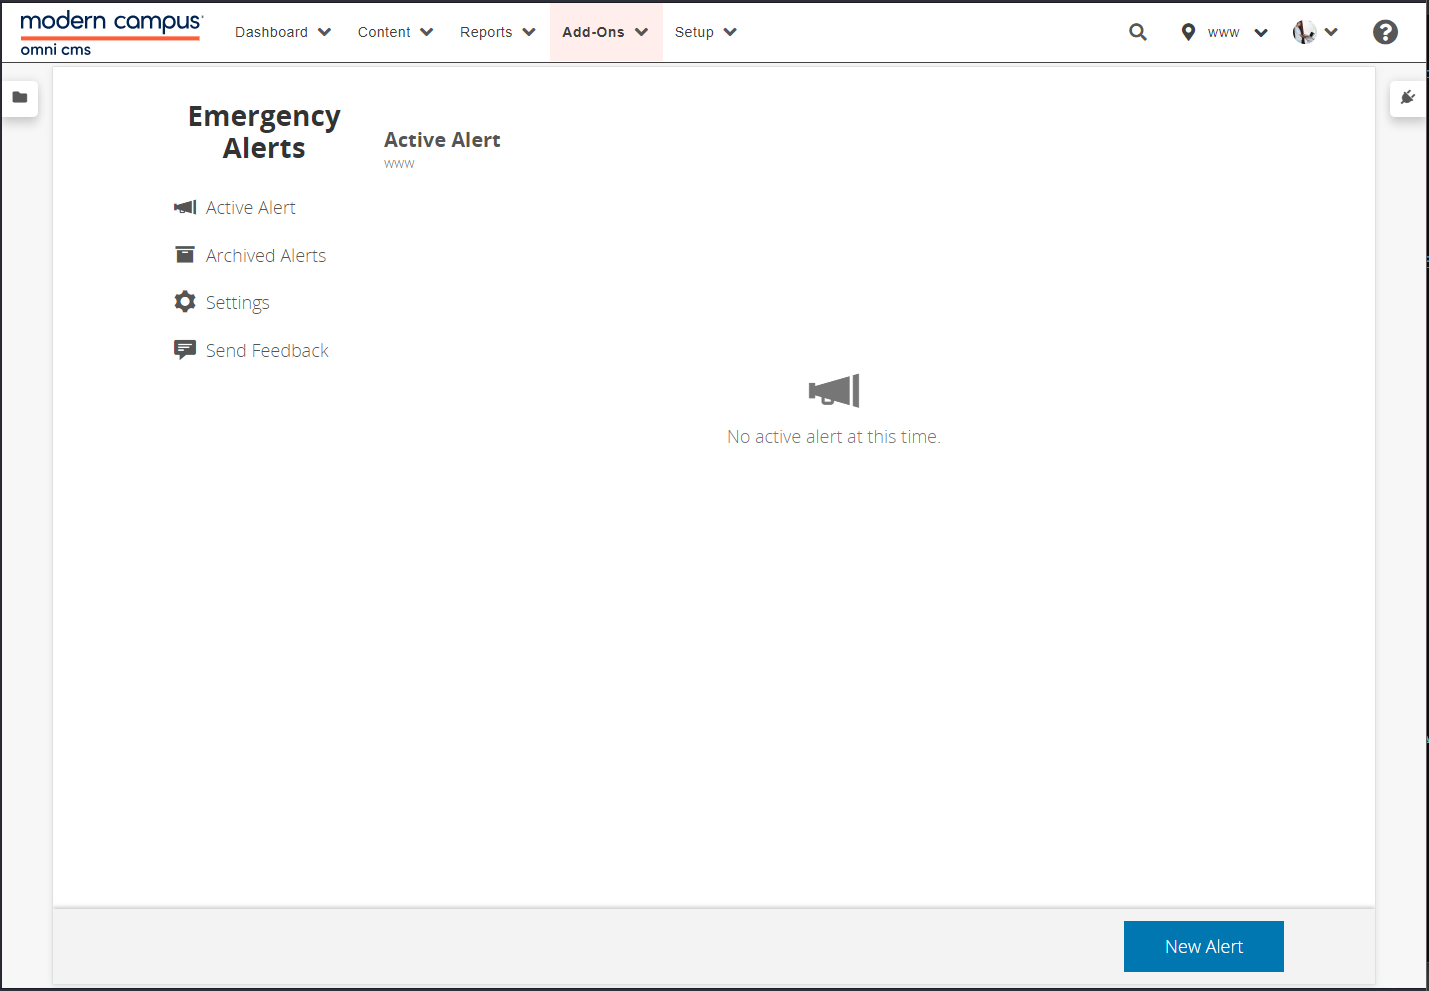 modern campus
omni cms
Dashboard Content Reports Add-Ons Setup www ?
Emergency
Alerts
Active Alert
www
Active Alert
Archived Alerts
Settings
Send Feedback
No active alert at this time.
New Alert